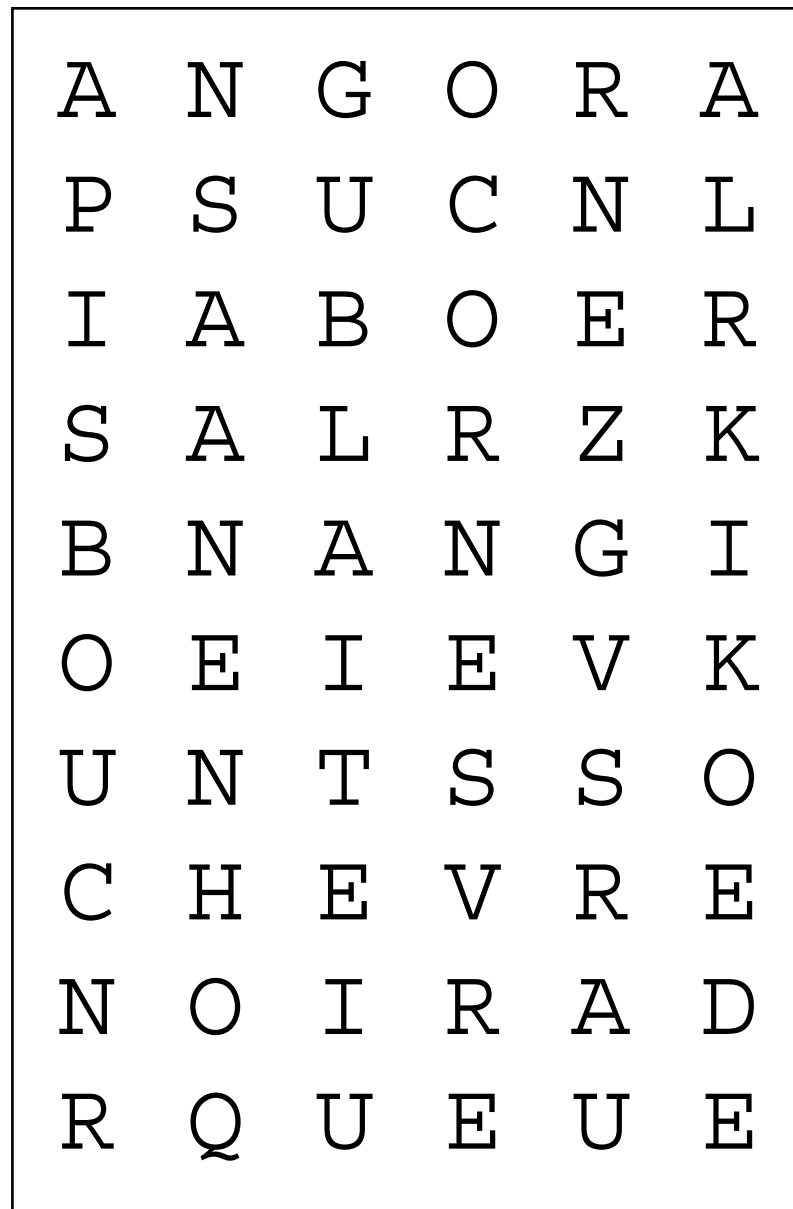 A N G O R A
P S U C N L
I A B O E R
S A L R Z K
B N A N G I
O E I E V K
U N T S S O
C H E V R E
N O I R A D
R Q U E U E